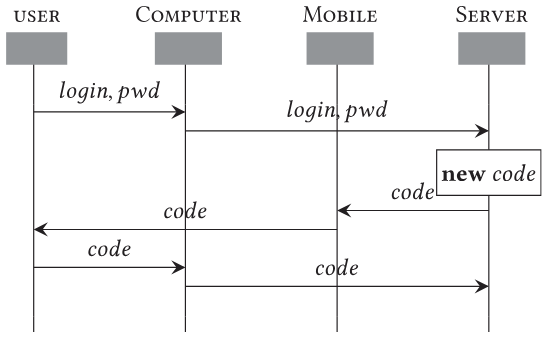 USER COMPUTER MOBILE SERVER
login, pwd
login, pwd
new code
code
code
code
code